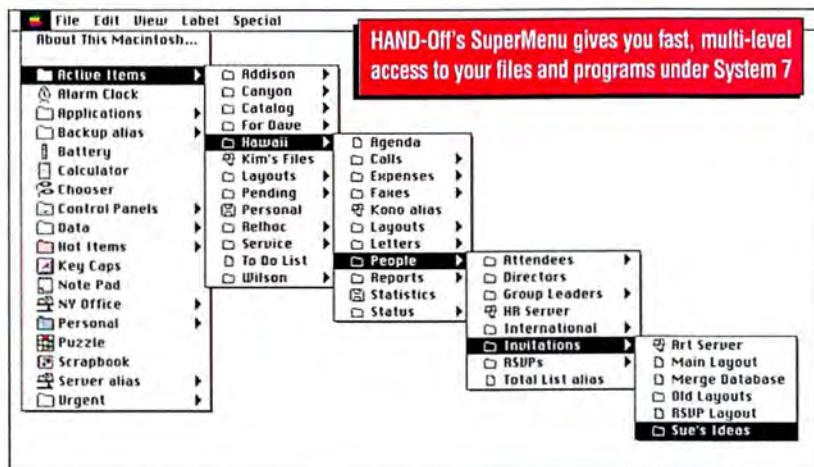 File Edit View Label Special
HAND-Off's SuperMenu gives you fast, multi-level
access to your files and programs under System 7
About This Macintosh...
Active Items
Alarm Clock
Applications
Backup alias
Battery
Calculator
Chooser
Control Panels
Data
Hot Items
Key Caps
Note Pad
NY Office
Personal
Puzzle
Scrapbook
Server alias
Urgent
Addison
Canyon
Catalog
For Dave
Hawaii
Kim's Files
Layouts
Pending
Personal
Relhoc
Service
To Do List
Wilson
Agenda
Calls
Expenses
Faxes
Kono alias
Layouts
Letters
People
Reports
Statistics
Status
Attendees
Directors
Group Leaders
HR Server
International
Invitations
RSVPs
Total List alias
Art Server
Main Layout
Merge Database
Old Layouts
RSVP Layout
Sue's Ideas